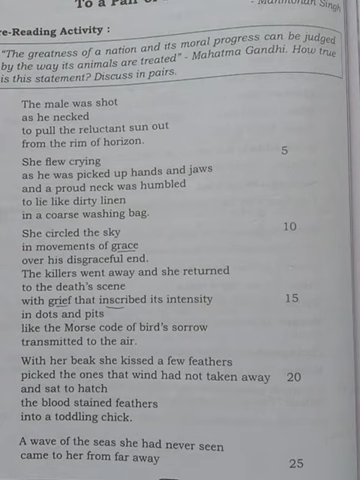 To a Pair of
- Manmohan Singh
re-Reading Activity :
"The greatness of a nation and its moral progress can be judged
by the way its animals are treated" - Mahatma Gandhi. How true
is this statement? Discuss in pairs.
The male was shot
as he necked
to pull the reluctant sun out
from the rim of horizon.
She flew crying 5
as he was picked up hands and jaws
and a proud neck was humbled
to lie like dirty linen
in a coarse washing bag.
She circled the sky 10
in movements of grace
over his disgraceful end.
The killers went away and she returned
to the death's scene
with grief that inscribed its intensity 15
in dots and pits
like the Morse code of bird's sorrow
transmitted to the air.
With her beak she kissed a few feathers
picked the ones that wind had not taken away 20
and sat to hatch
the blood stained feathers
into a toddling chick.
A wave of the seas she had never seen
came to her from far away 25